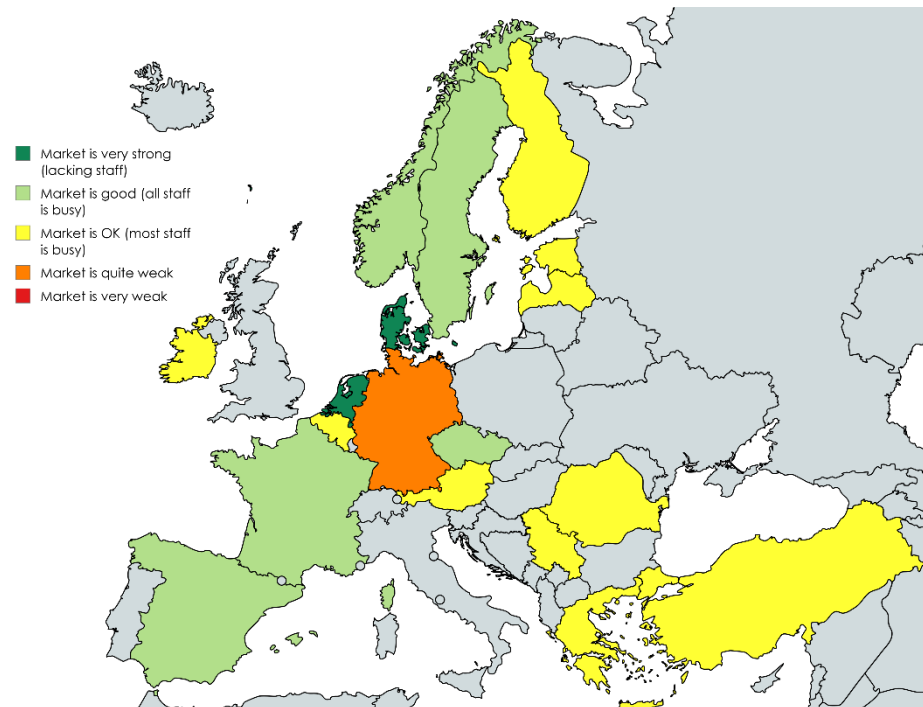 Market is very strong
(lacking staff)
Market is good (all staff
is busy)
Market is OK (most staff
is busy)
Market is quite weak
Market is very weak